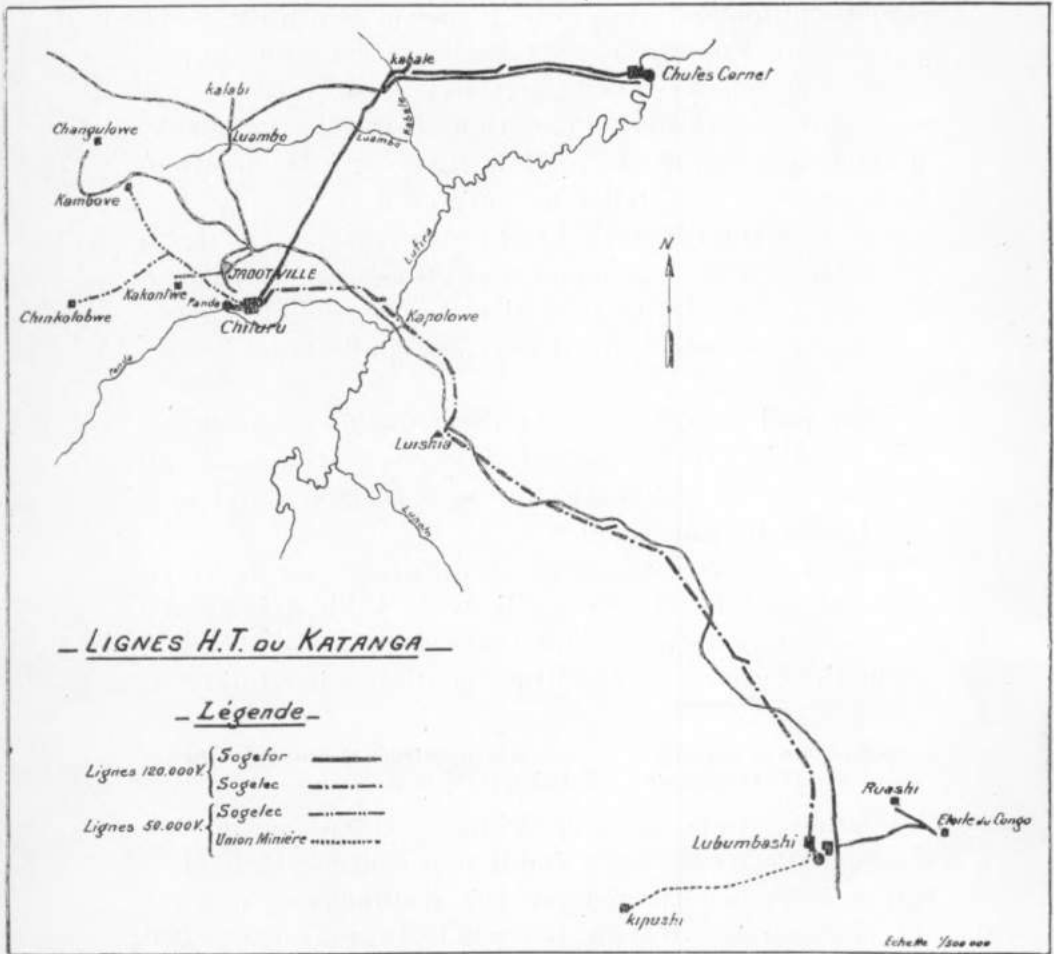 kabale
Chutes Cornet
kalabi
Changulowe
Luambo
Luambo
Kabale
Kambove
Lufira
N
JADOTVILLE
Kakontwe
Panda
Chinkolobwe
Chituru
Kapolowe
Panda
Luishia
_ LIGNES H.T. DU KATANGA _
_ Légende _
Lignes 120.000V. { Sogefor
Sogelec
Lignes 50.000V. { Sogelec
Union Minière
Ruashi
Etoile du Congo
Lubumbashi
kipushi
Echelle 1/500 000